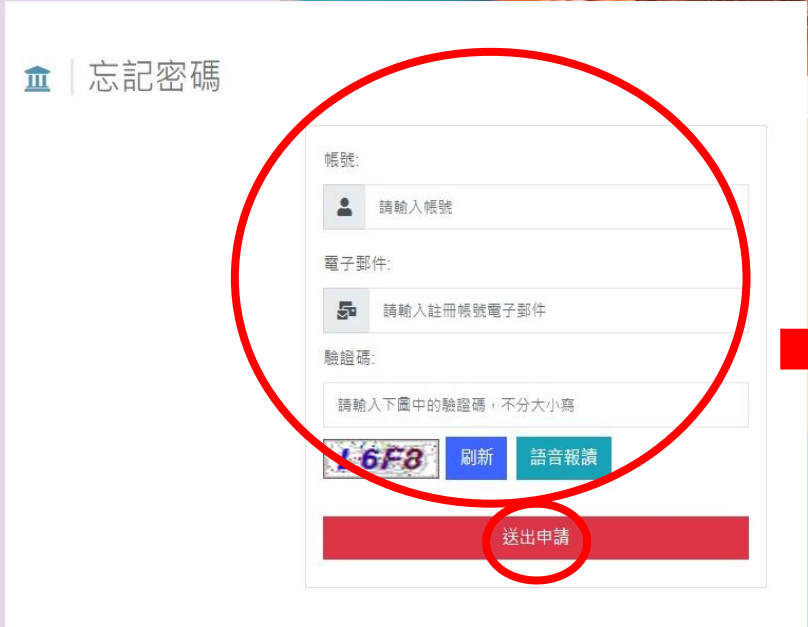 忘記密碼
帳號:
請輸入帳號
電子郵件:
請輸入註冊帳號電子郵件
驗證碼:
請輸入下圖中的驗證碼，不分大小寫
刷新 語音報讀
送出申請